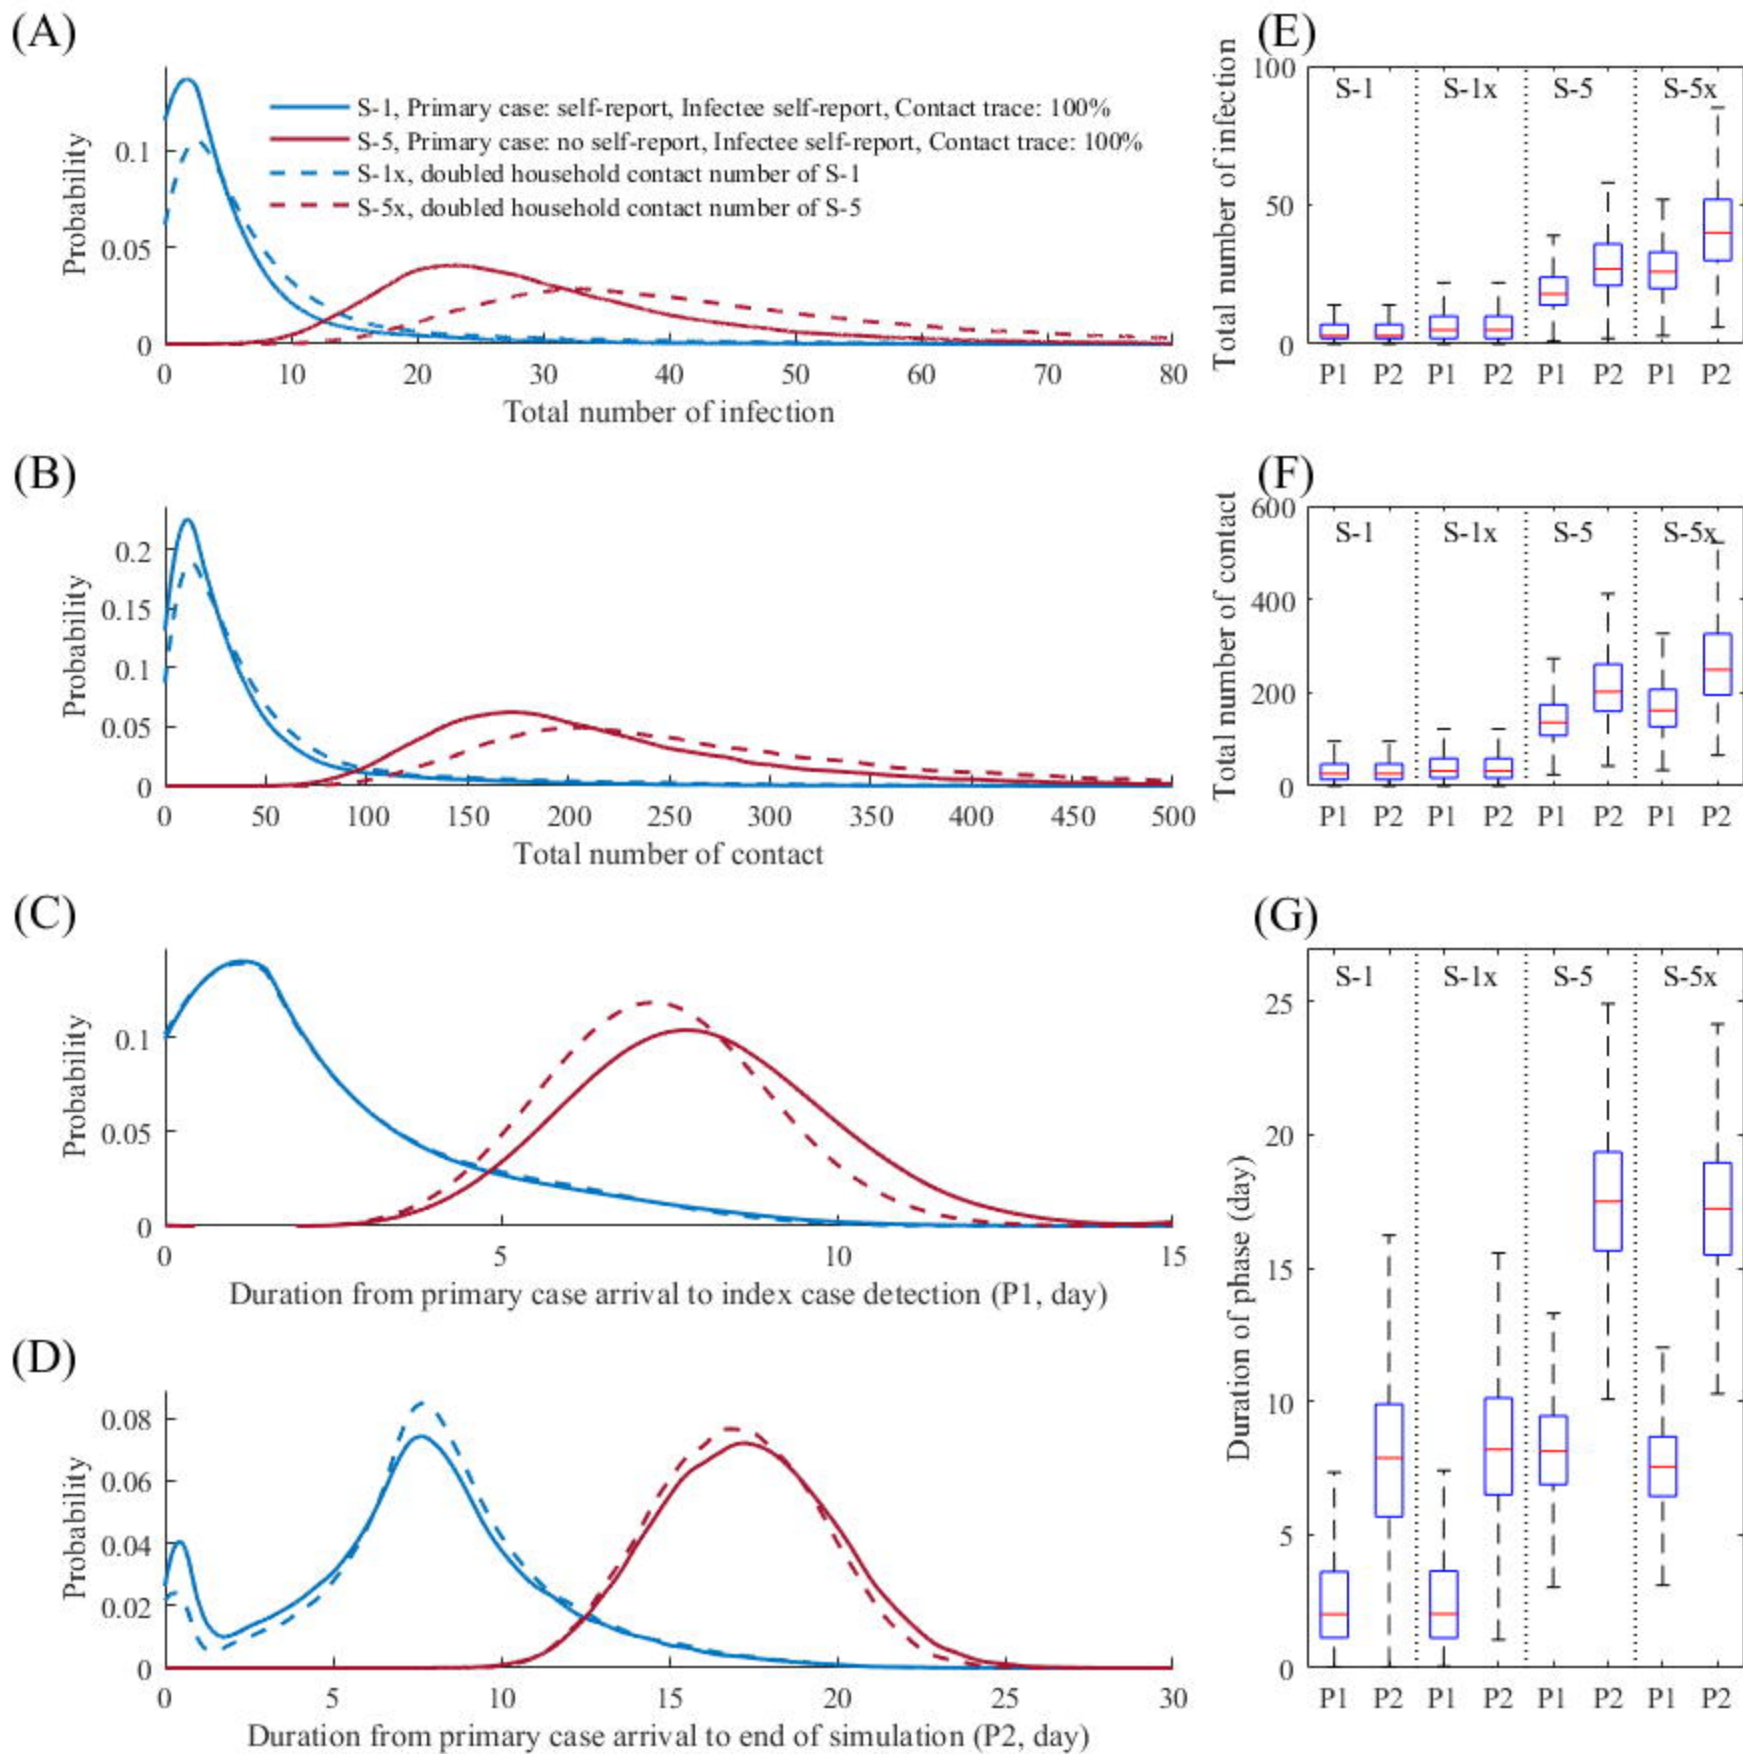 (A)
Probability
0.1
0.05
0
S-1, Primary case: self-report, Infectee self-report, Contact trace: 100%
S-5, Primary case: no self-report, Infectee self-report, Contact trace: 100%
S-1x, doubled household contact number of S-1
S-5x, doubled household contact number of S-5
0 10 20 30 40 50 60 70 80
Total number of infection
(E)
Total number of infection
100
50
0
S-1 S-1x S-5 S-5x
P1 P2 P1 P2 P1 P2 P1 P2
(B)
Probability
0.2
0.15
0.1
0.05
0
0 50 100 150 200 250 300 350 400 450 500
Total number of contact
(F)
Total number of contact
600
400
200
0
S-1 S-1x S-5 S-5x
P1 P2 P1 P2 P1 P2 P1 P2
(C)
Probability
0.1
0.05
0
0 5 10 15
Duration from primary case arrival to index case detection (P1, day)
(D)
Probability
0.08
0.06
0.04
0.02
0
0 5 10 15 20 25 30
Duration from primary case arrival to end of simulation (P2, day)
(G)
Duration of phase (day)
25
20
15
10
5
0
S-1 S-1x S-5 S-5x
P1 P2 P1 P2 P1 P2 P1 P2